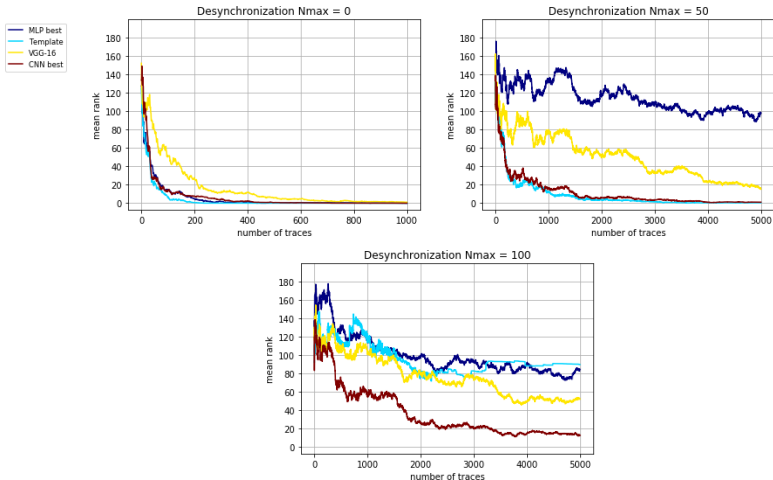 Desynchronization Nmax = 0
MLP best
Template
VGG-16
CNN best
mean rank
180
160
140
120
100
80
60
40
20
0
0 200 400 600 800 1000
number of traces
Desynchronization Nmax = 50
mean rank
180
160
140
120
100
80
60
40
20
0
0 1000 2000 3000 4000 5000
number of traces
Desynchronization Nmax = 100
mean rank
180
160
140
120
100
80
60
40
20
0
0 1000 2000 3000 4000 5000
number of traces